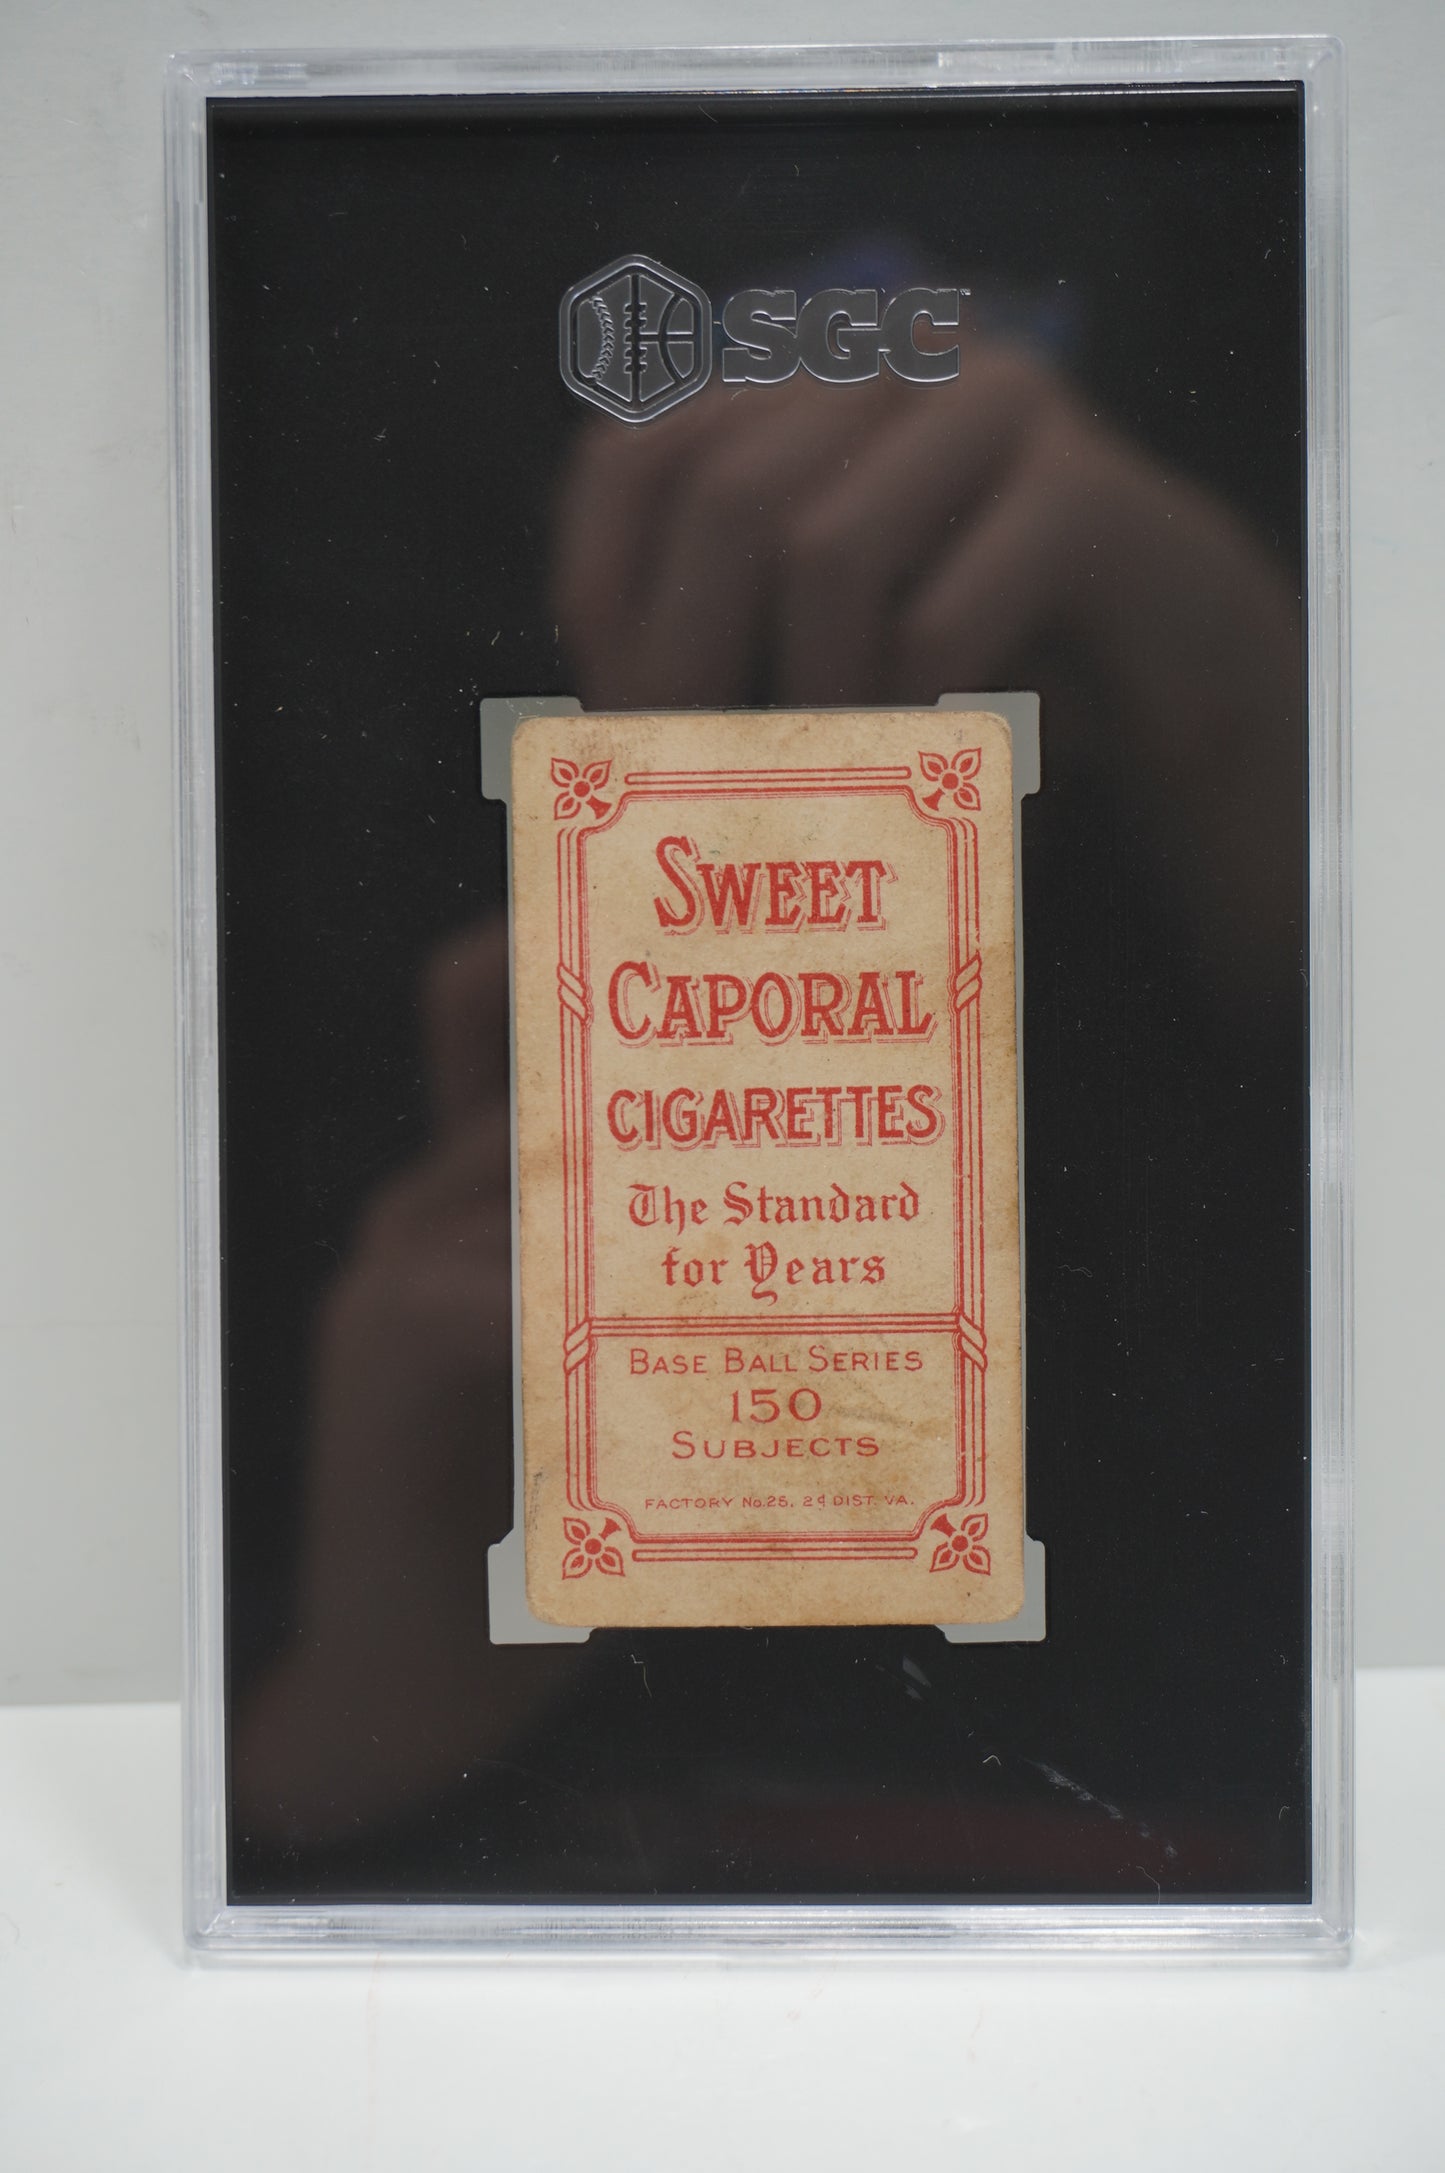 SGC
SWEET
CAPORAL
CIGARETTES
The Standard
for Years
BASE BALL SERIES
150
SUBJECTS
FACTORY No.25, 2d DIST. VA.